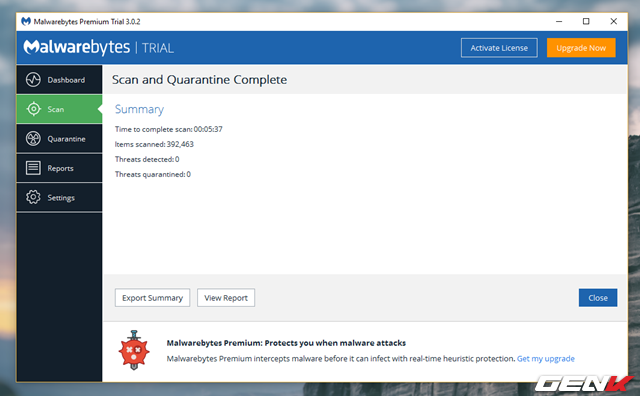 Malwarebytes Premium Trial 3.0.2
Malwarebytes | TRIAL
Activate License
Upgrade Now
Dashboard
Scan
Quarantine
Reports
Settings
Scan and Quarantine Complete
Summary
Time to complete scan: 00:05:37
Items scanned: 392,463
Threats detected: 0
Threats quarantined: 0
Export Summary
View Report
Close
Malwarebytes Premium: Protects you when malware attacks
Malwarebytes Premium intercepts malware before it can infect with real-time heuristic protection. Get my upgrade
GENK